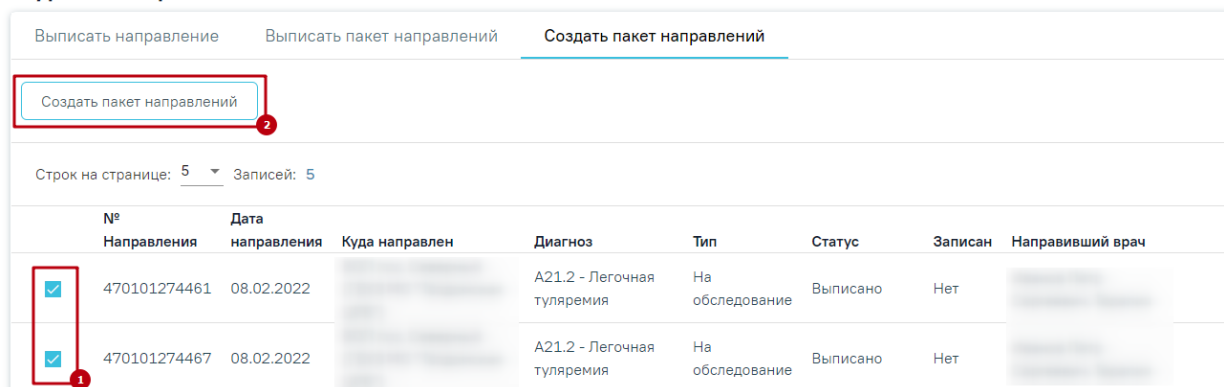 Выписать направление Выписать пакет направлений Создать пакет направлений
Создать пакет направлений
2
Строк на странице: 5 Записей: 5
№ Дата
Направления направления Куда направлен Диагноз Тип Статус Записан Направивший врач
A21.2 - Легочная На
470101274461 08.02.2022 Выписано Нет
туляремия обследование
A21.2 - Легочная На
470101274467 08.02.2022 Выписано Нет
туляремия обследование
1